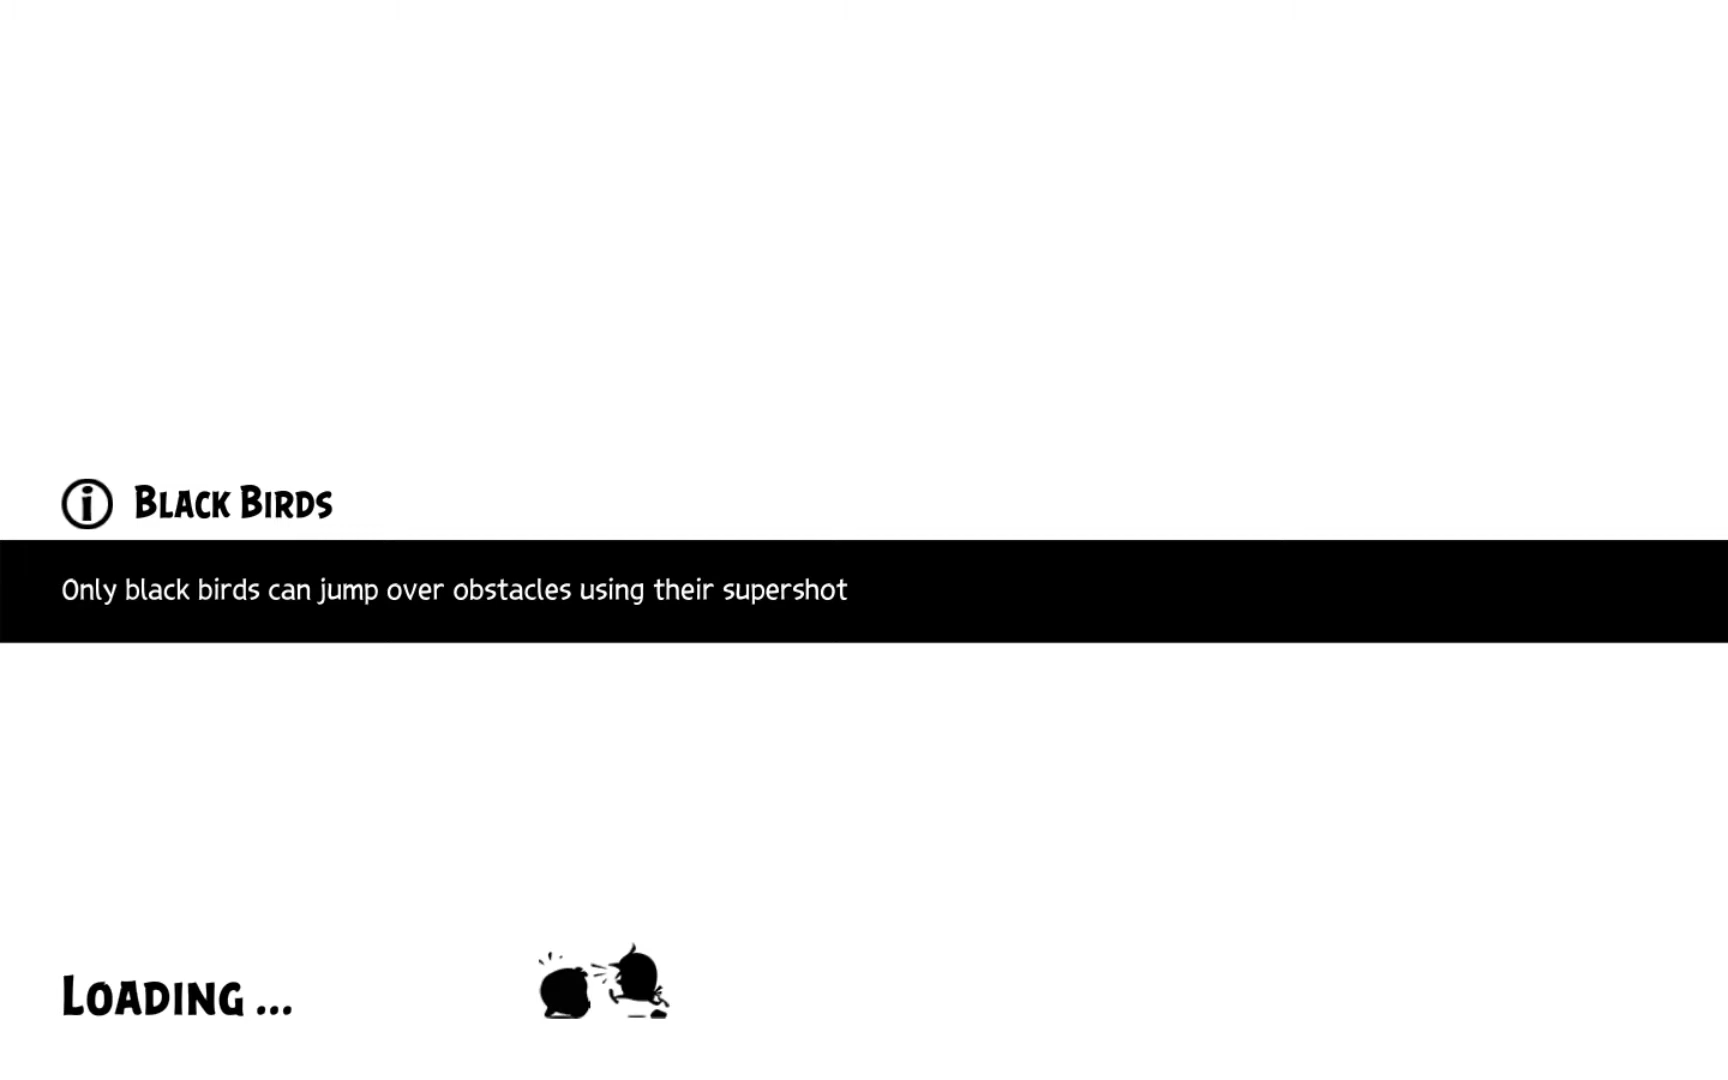 Black Birds
Only black birds can jump over obstacles using their supershot
Loading ...